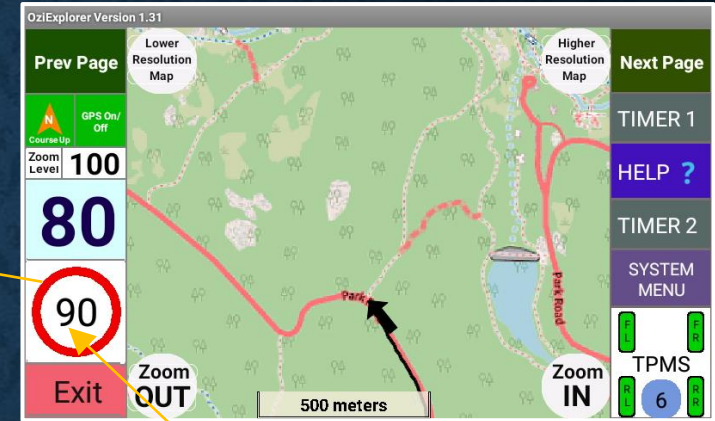 OziExplorer Version 1.31
Prev Page
Lower
Resolution
Map
Higher
Resolution
Map
Next Page
N
Course Up
GPS On/
Off
TIMER 1
Zoom
Level
100
HELP ?
80
TIMER 2
SYSTEM
MENU
Park
Park Road
90
FL
FR
TPMS
RL
6
RR
Exit
Zoom
OUT
500 meters
Zoom
IN